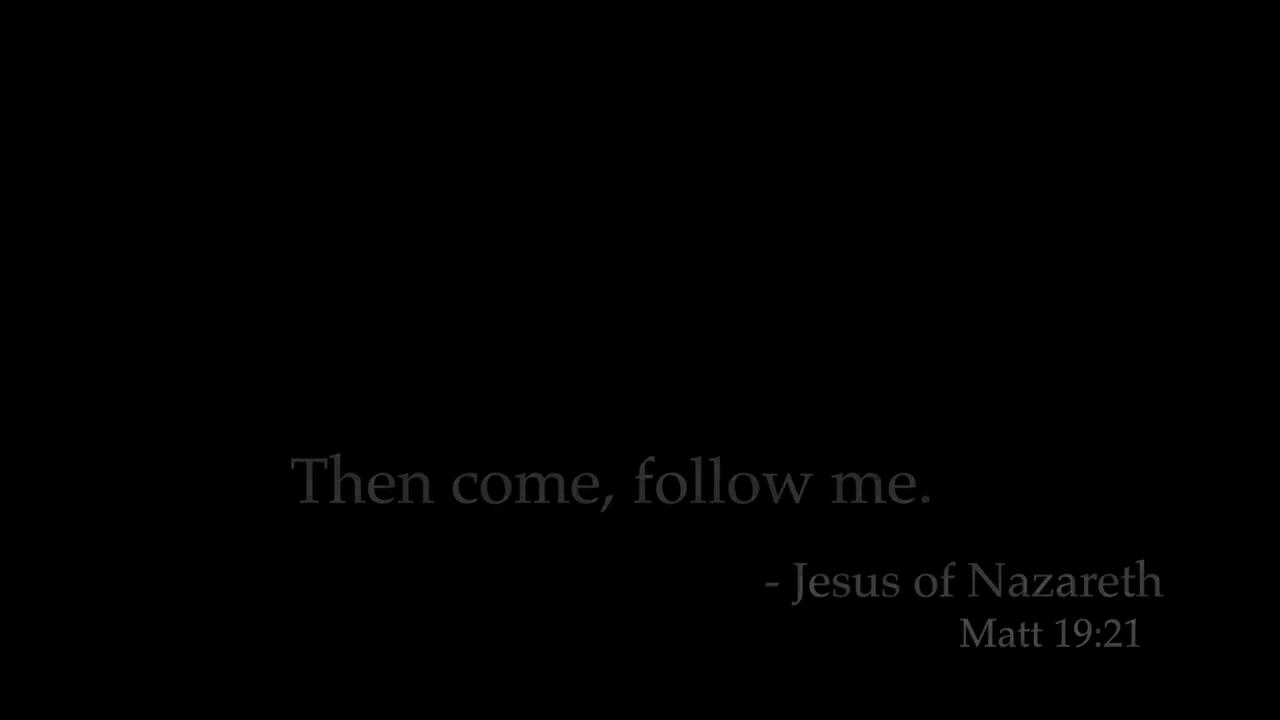 Then come, follow me.
- Jesus of Nazareth
Matt 19:21